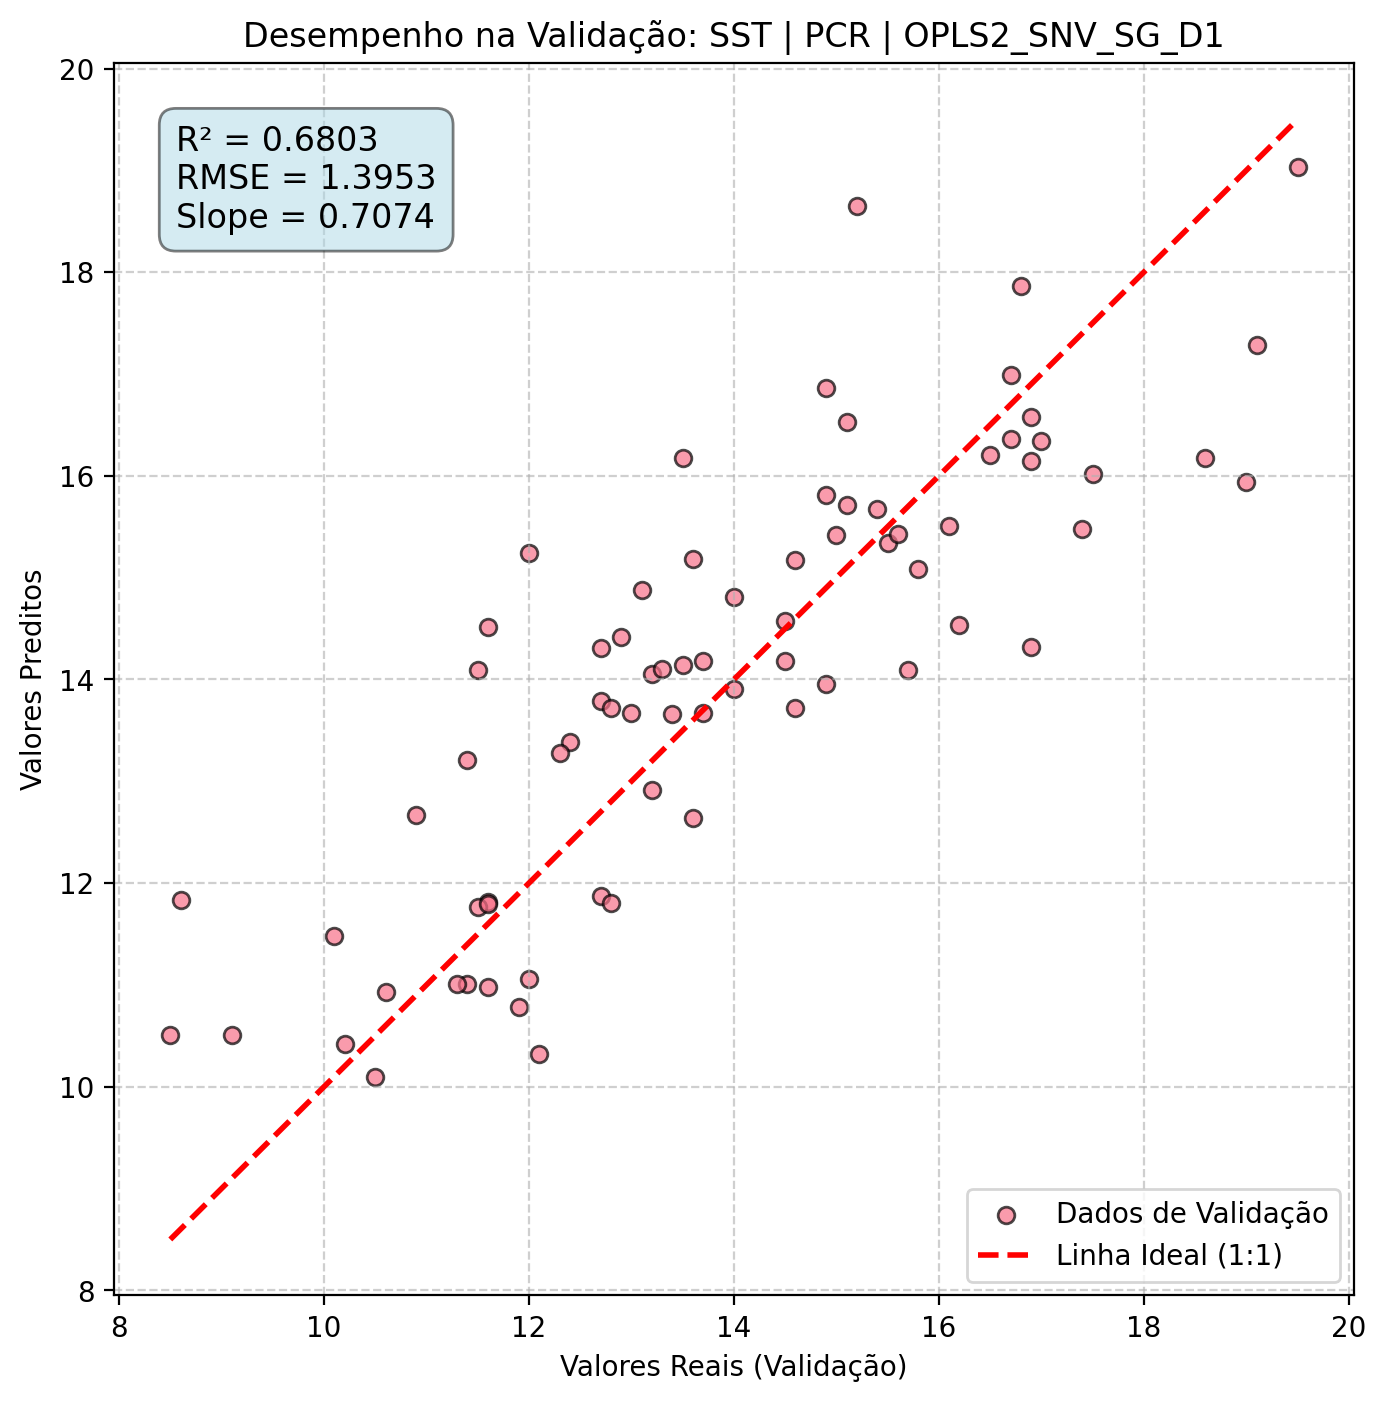 Desempenho na Validação: SST | PCR | OPLS2_SNV_SG_D1
R² = 0.6803
RMSE = 1.3953
Slope = 0.7074
Valores Preditos
20
18
16
14
12
10
8
Dados de Validação
Linha Ideal (1:1)
8 10 12 14 16 18 20
Valores Reais (Validação)